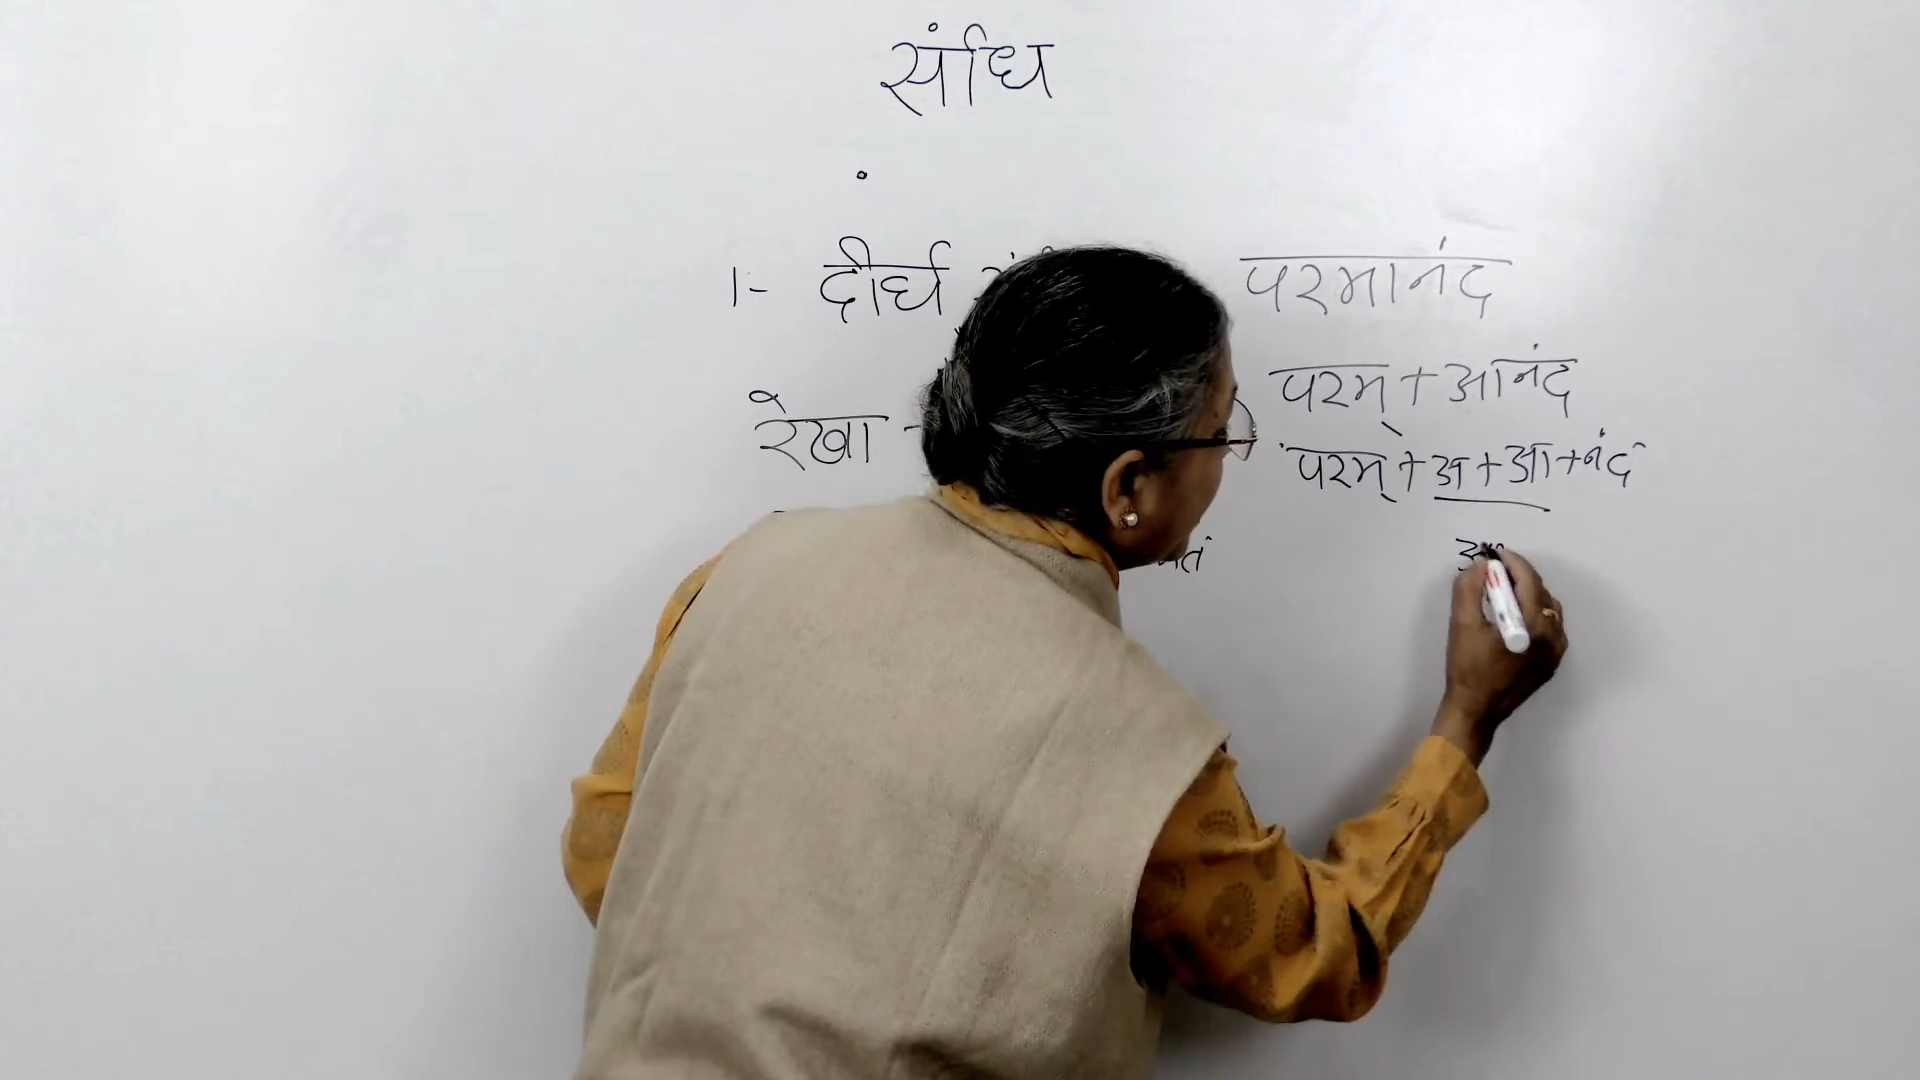 संधि
1- दीर्घ
परमानंद
परम् + आनंद
रेखा -
परम् + अ + आ + नंद